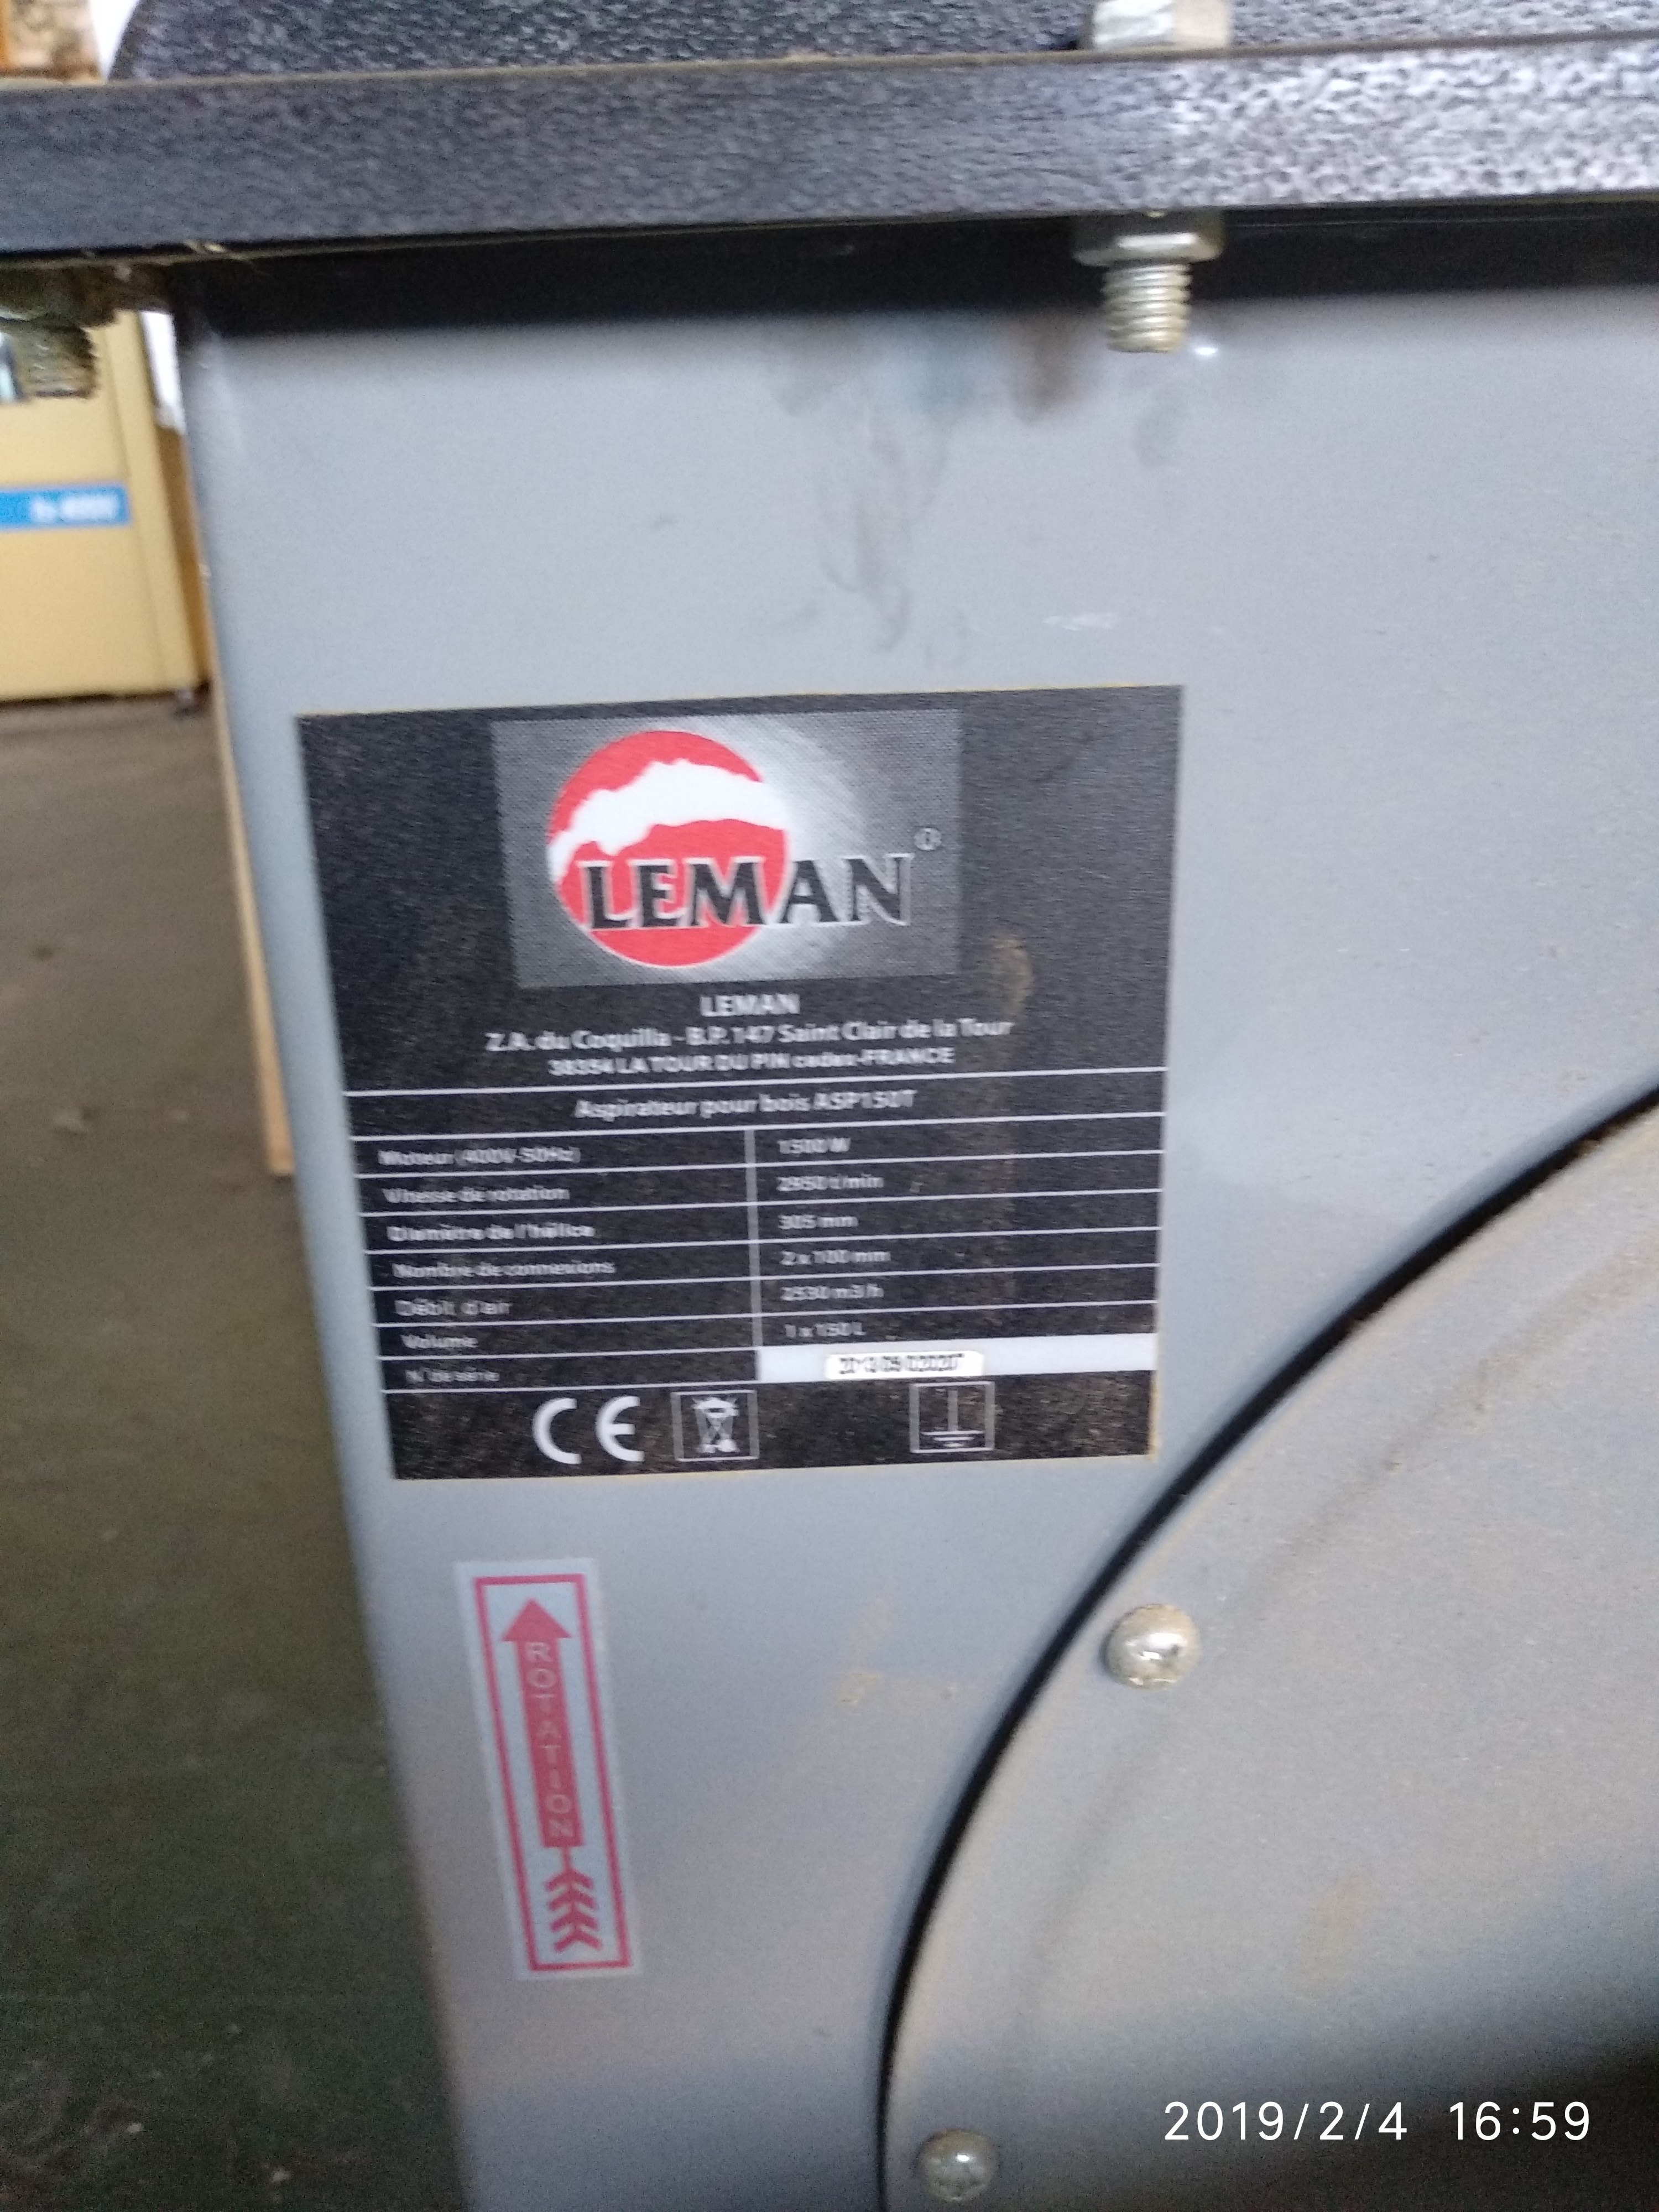 LEMAN®
LEMAN
Z.A. du Coquilla - B.P. 147 Saint Clair de la Tour
38354 LA TOUR DU PIN cedex-FRANCE
Aspirateur pour bois ASP150T
Moteur (400V-50Hz) 1500 W
Vitesse de rotation 2950 t/min
Diamètre de l'hélice 305 mm
Nombre de connexions 2 x 100 mm
Débit d'air 2530 m3/h
Volume 1 x 150 L
N° de série
CE
ROTATION
2019/2/4 16:59